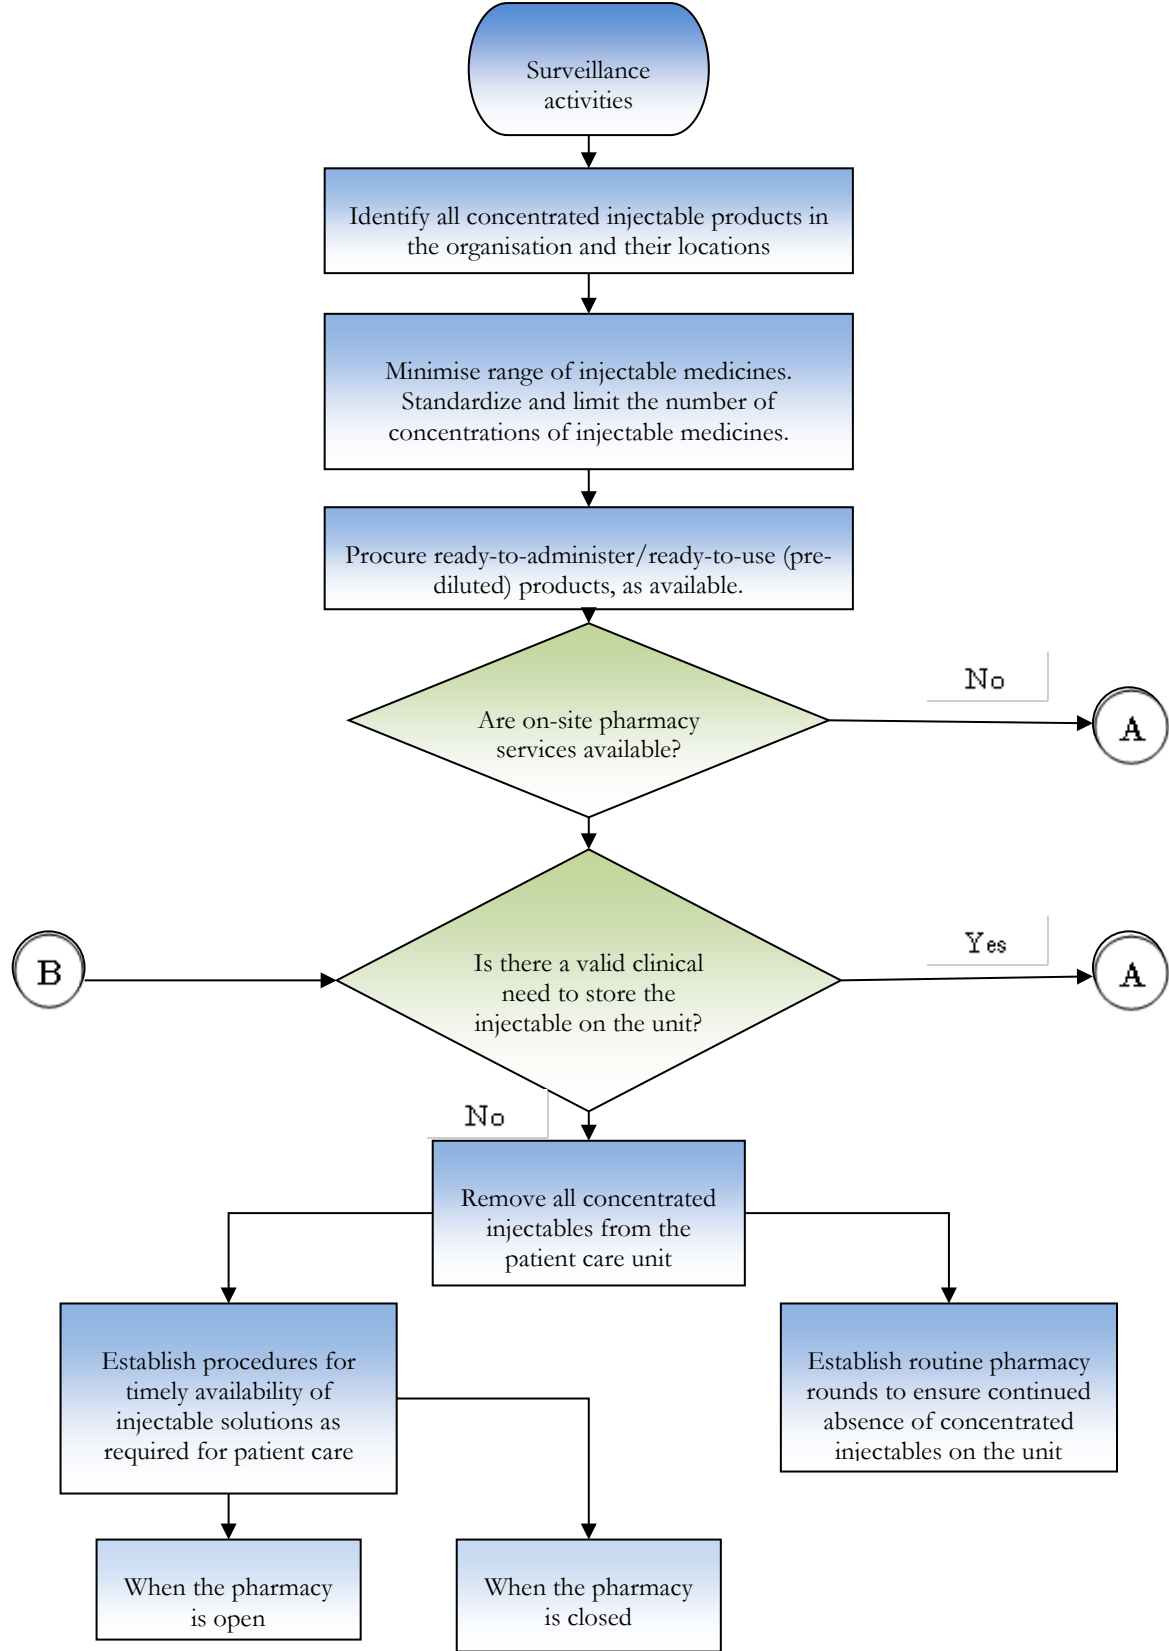 Surveillance
activities
Identify all concentrated injectable products in
the organisation and their locations
Minimise range of injectable medicines.
Standardize and limit the number of
concentrations of injectable medicines.
Procure ready-to-administer/ready-to-use (pre-
diluted) products, as available.
No
Are on-site pharmacy
services available?
A
Yes
B
Is there a valid clinical
need to store the
injectable on the unit?
A
No
Remove all concentrated
injectables from the
patient care unit
Establish procedures for
timely availability of
injectable solutions as
required for patient care
Establish routine pharmacy
rounds to ensure continued
absence of concentrated
injectables on the unit
When the pharmacy
is open
When the pharmacy
is closed